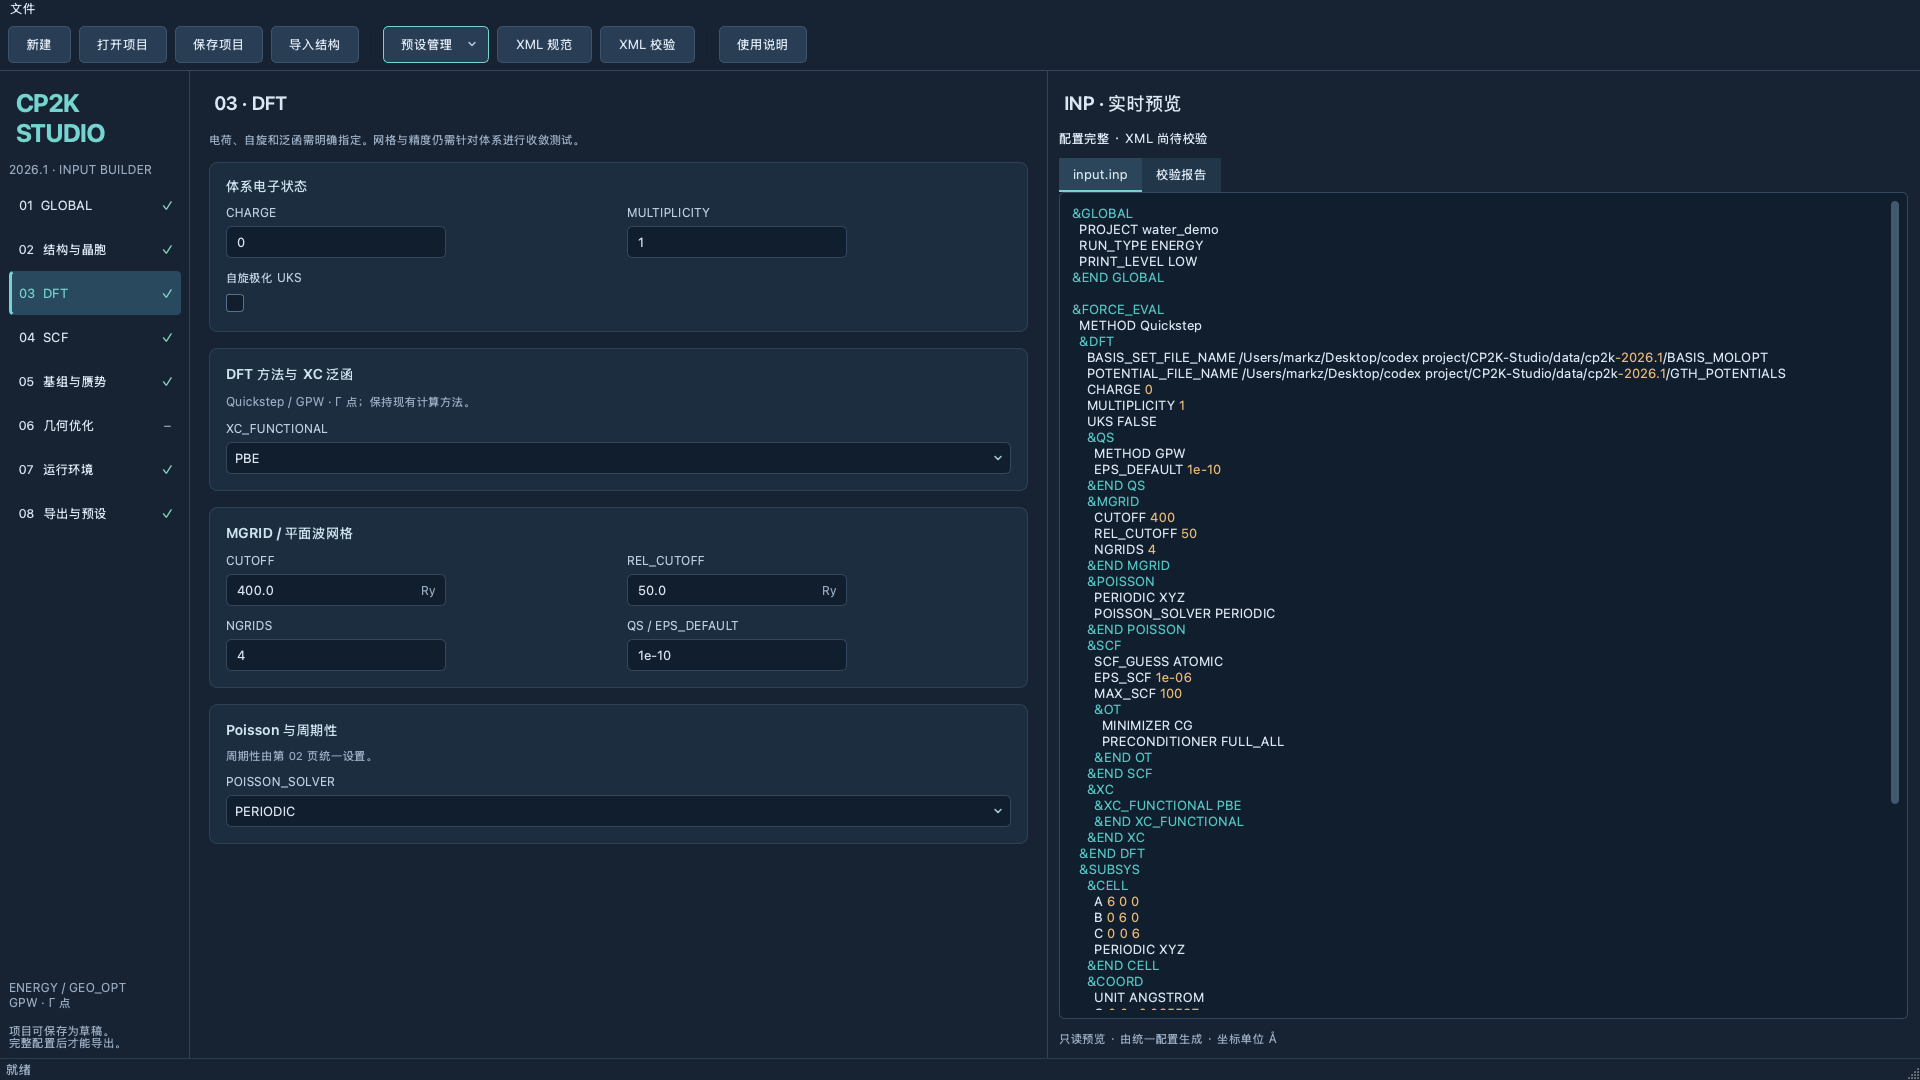 文件
新建
打开项目
保存项目
导入结构
预设管理
XML 规范
XML 校验
使用说明
CP2K
STUDIO
2026.1 · INPUT BUILDER
01 GLOBAL ✓
02 结构与晶胞 ✓
03 DFT ✓
04 SCF ✓
05 基组与赝势 ✓
06 几何优化 –
07 运行环境 ✓
08 导出与预设 ✓
ENERGY / GEO_OPT
GPW · Γ 点
项目可保存为草稿。
完整配置后才能导出。
就绪
03 · DFT
电荷、自旋和泛函需明确指定。网格与精度仍需针对体系进行收敛测试。
体系电子状态
CHARGE
0
MULTIPLICITY
1
自旋极化 UKS
DFT 方法与 XC 泛函
Quickstep / GPW · Γ 点；保持现有计算方法。
XC_FUNCTIONAL
PBE
MGRID / 平面波网格
CUTOFF
400.0 Ry
REL_CUTOFF
50.0 Ry
NGRIDS
4
QS / EPS_DEFAULT
1e-10
Poisson 与周期性
周期性由第 02 页统一设置。
POISSON_SOLVER
PERIODIC
INP · 实时预览
配置完整 · XML 尚待校验
input.inp
校验报告
&GLOBAL
PROJECT water_demo
RUN_TYPE ENERGY
PRINT_LEVEL LOW
&END GLOBAL
&FORCE_EVAL
METHOD Quickstep
&DFT
BASIS_SET_FILE_NAME /Users/markz/Desktop/codex project/CP2K-Studio/data/cp2k-2026.1/BASIS_MOLOPT
POTENTIAL_FILE_NAME /Users/markz/Desktop/codex project/CP2K-Studio/data/cp2k-2026.1/GTH_POTENTIALS
CHARGE 0
MULTIPLICITY 1
UKS FALSE
&QS
METHOD GPW
EPS_DEFAULT 1e-10
&END QS
&MGRID
CUTOFF 400
REL_CUTOFF 50
NGRIDS 4
&END MGRID
&POISSON
PERIODIC XYZ
POISSON_SOLVER PERIODIC
&END POISSON
&SCF
SCF_GUESS ATOMIC
EPS_SCF 1e-06
MAX_SCF 100
&OT
MINIMIZER CG
PRECONDITIONER FULL_ALL
&END OT
&END SCF
&XC
&XC_FUNCTIONAL PBE
&END XC_FUNCTIONAL
&END XC
&END DFT
&SUBSYS
&CELL
A 6 0 0
B 0 6 0
C 0 0 6
PERIODIC XYZ
&END CELL
&COORD
UNIT ANGSTROM
只读预览 · 由统一配置生成 · 坐标单位 Å